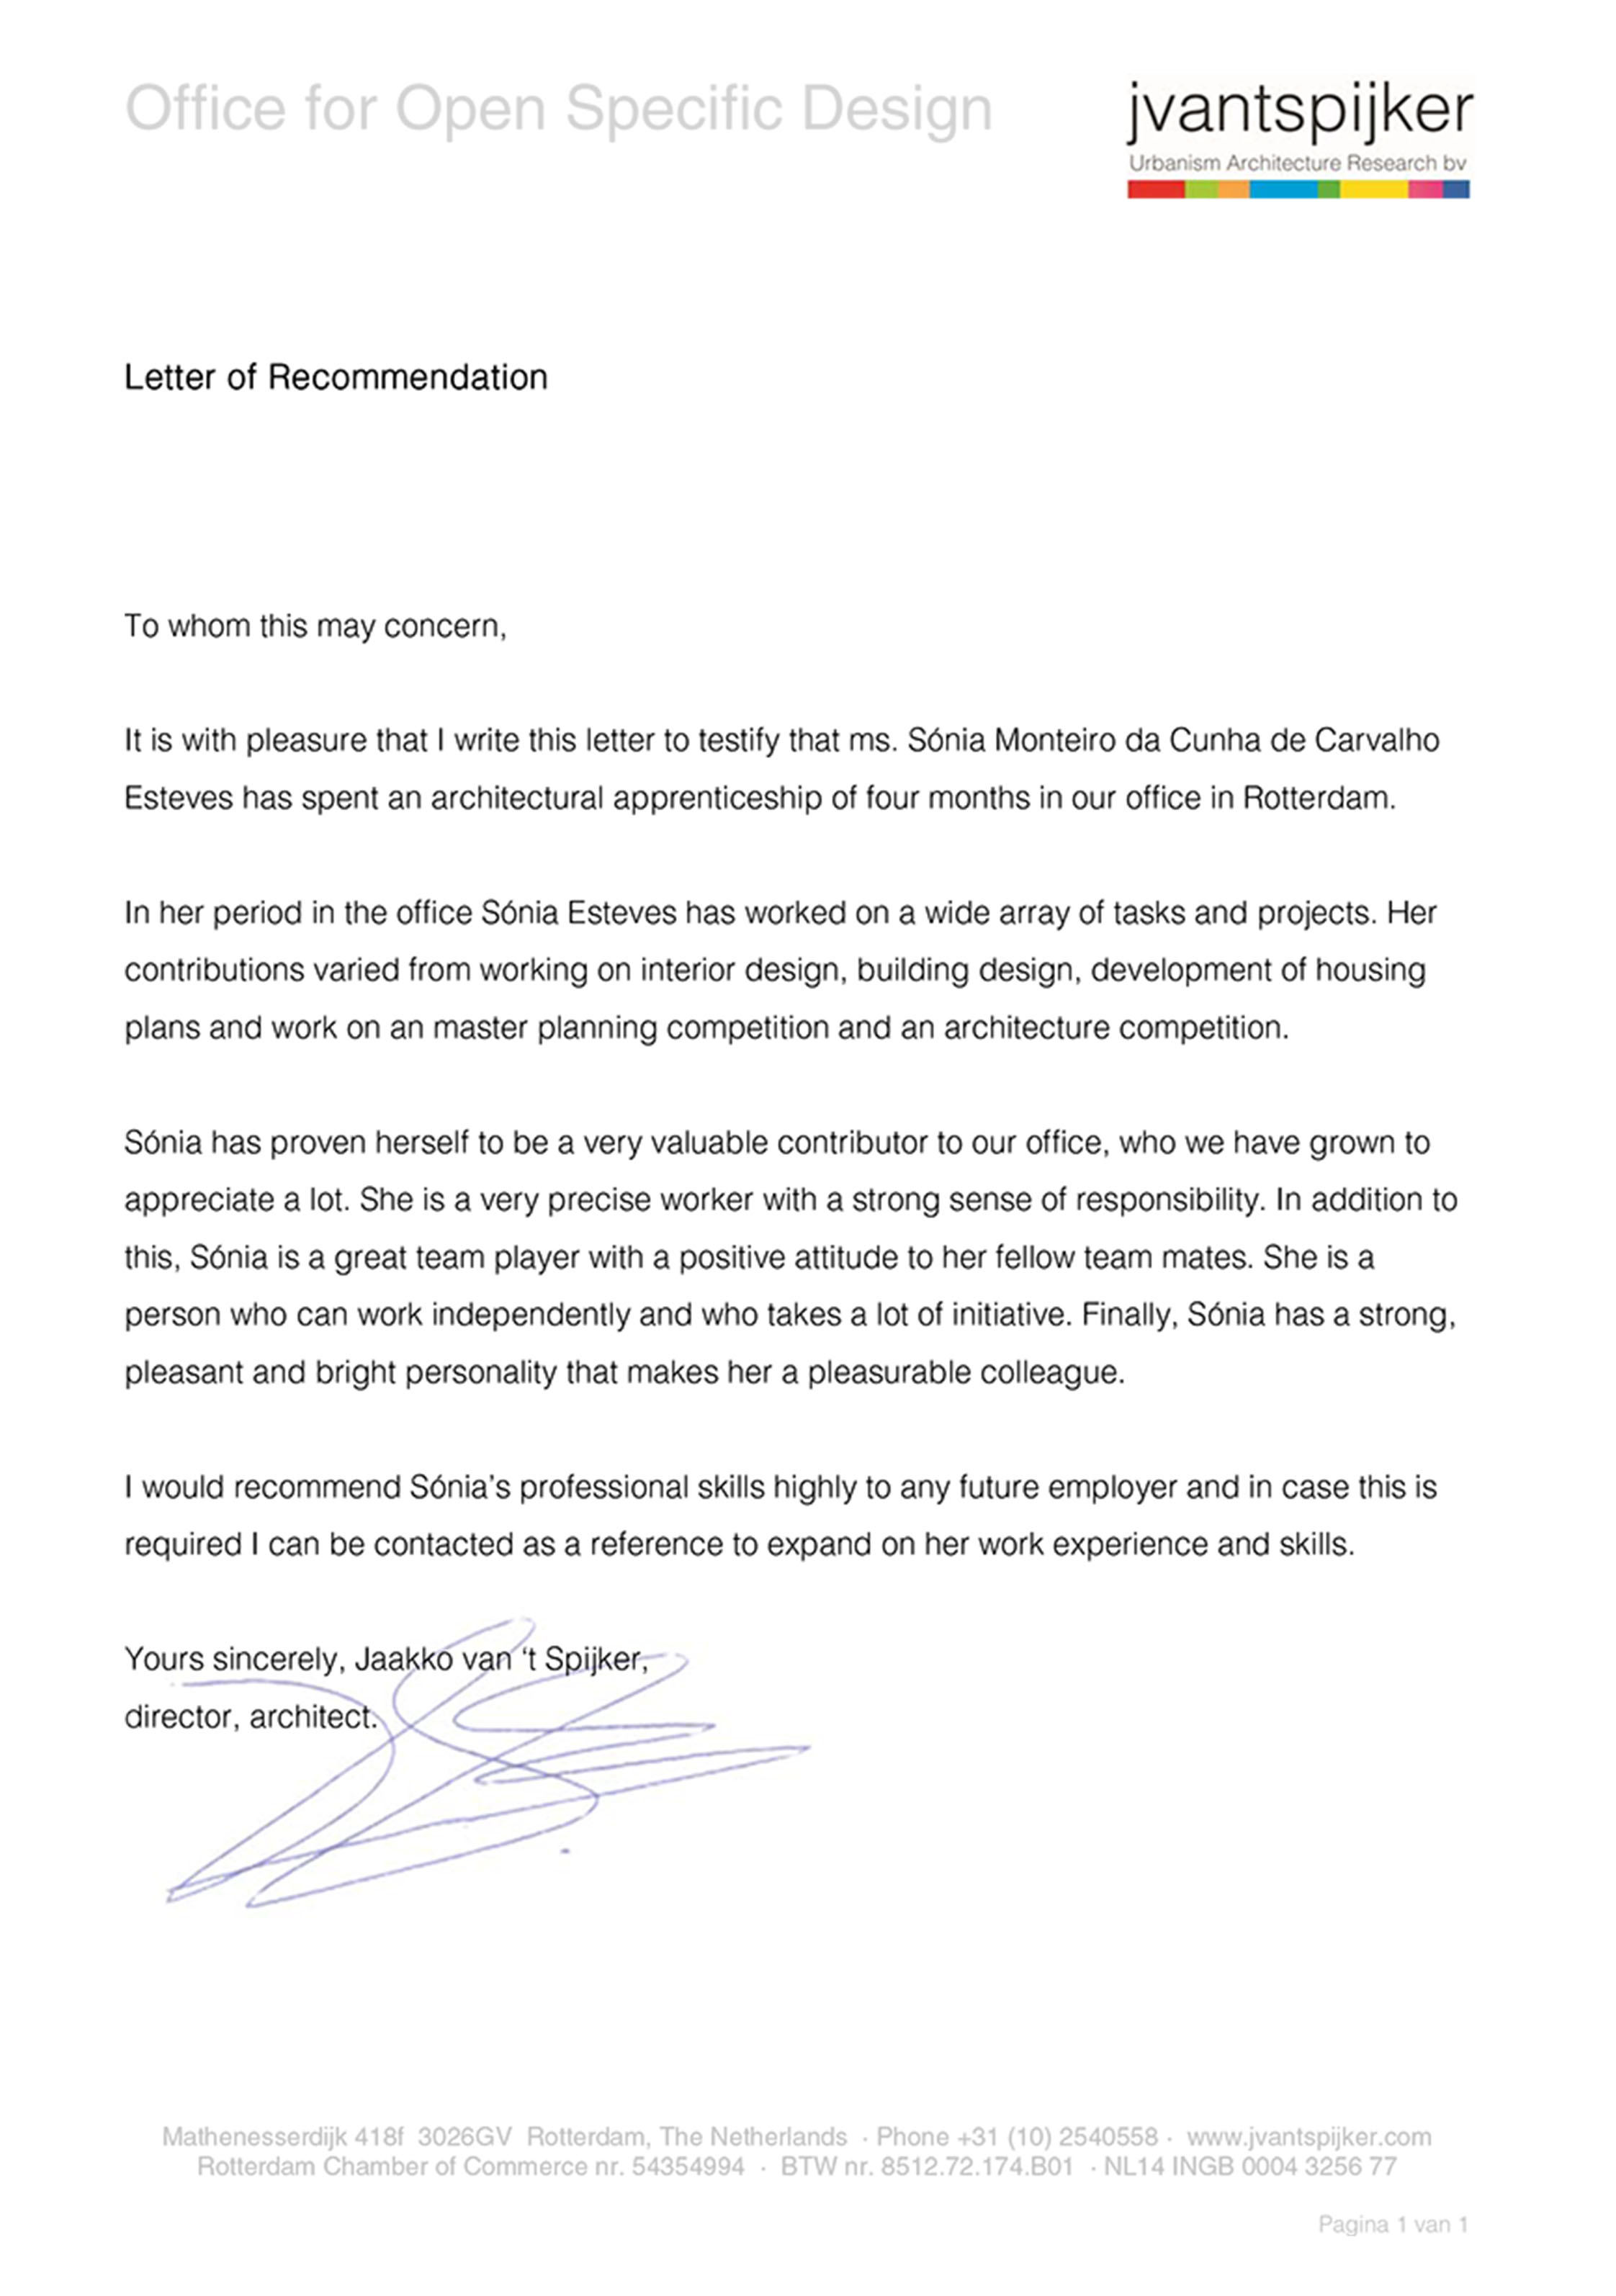 Office for Open Specific Design
jvantspijker
Urbanism Architecture Research bv
Letter of Recommendation
To whom this may concern,
It is with pleasure that I write this letter to testify that ms. Sónia Monteiro da Cunha de Carvalho
Esteves has spent an architectural apprenticeship of four months in our office in Rotterdam.
In her period in the office Sónia Esteves has worked on a wide array of tasks and projects. Her
contributions varied from working on interior design, building design, development of housing
plans and work on an master planning competition and an architecture competition.
Sónia has proven herself to be a very valuable contributor to our office, who we have grown to
appreciate a lot. She is a very precise worker with a strong sense of responsibility. In addition to
this, Sónia is a great team player with a positive attitude to her fellow team mates. She is a
person who can work independently and who takes a lot of initiative. Finally, Sónia has a strong,
pleasant and bright personality that makes her a pleasurable colleague.
I would recommend Sónia's professional skills highly to any future employer and in case this is
required I can be contacted as a reference to expand on her work experience and skills.
Yours sincerely, Jaakko van ‘t Spijker,
director, architect.
Mathenesserdijk 418f 3026GV Rotterdam, The Netherlands · Phone +31 (10) 2540558 · www.jvantspijker.com
Rotterdam Chamber of Commerce nr. 54354994 · BTW nr. 8512.72.174.B01 · NL14 INGB 0004 3256 77
Pagina 1 van 1